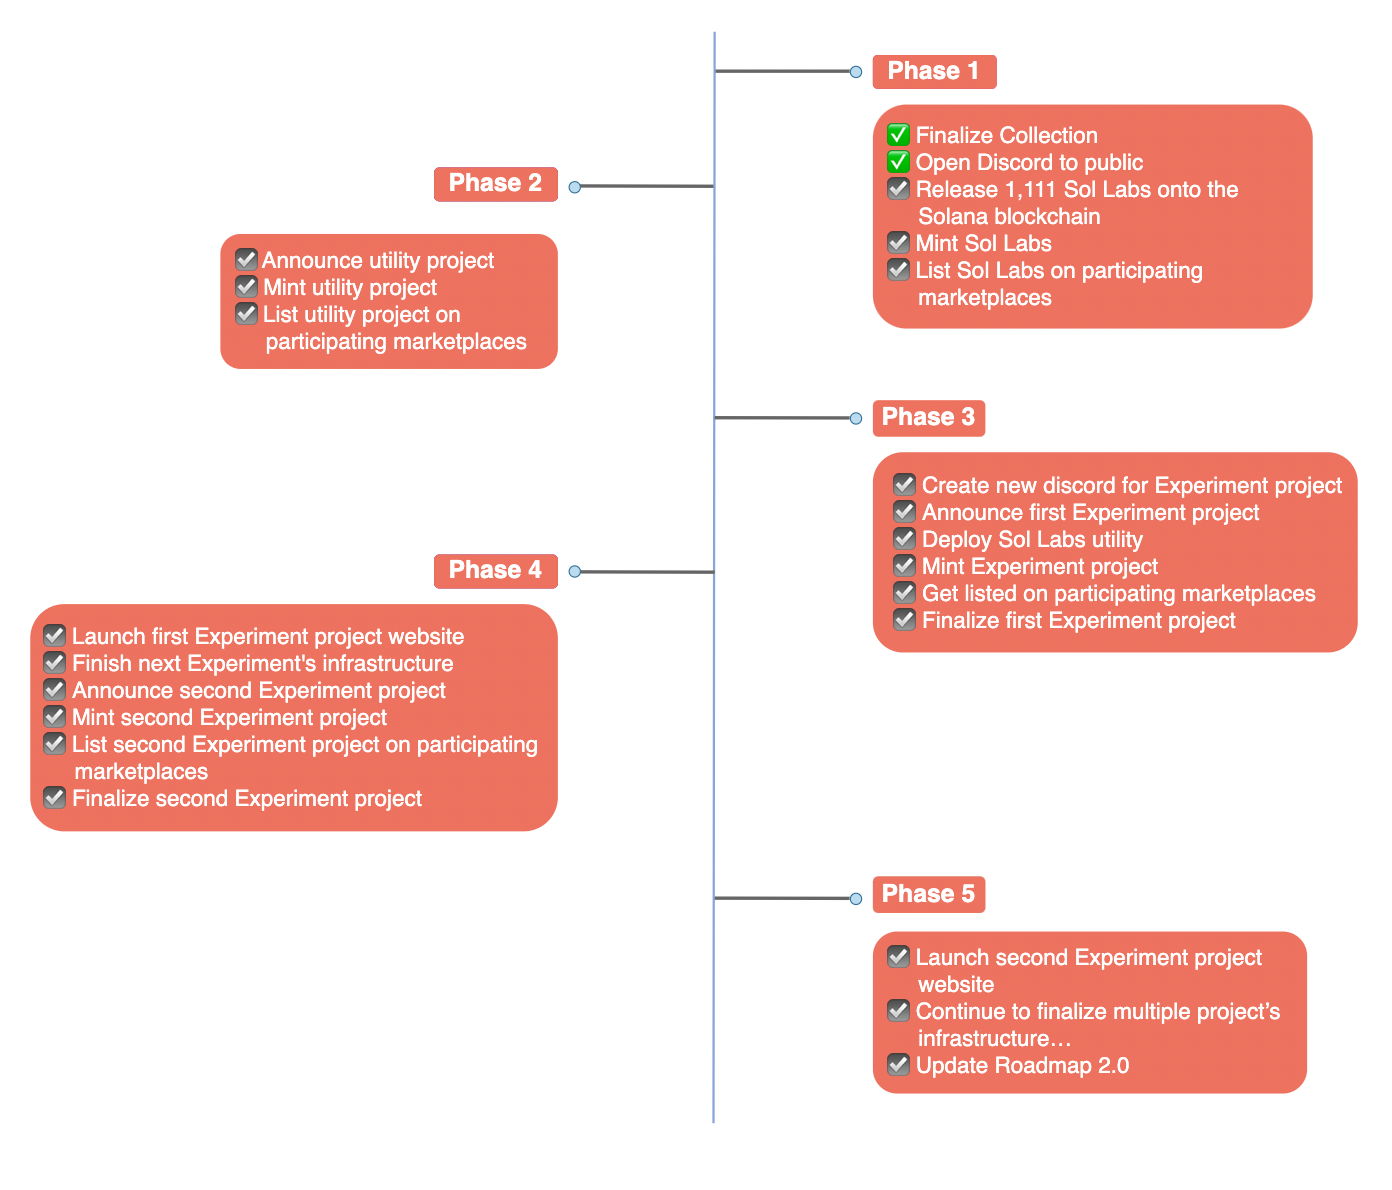 Phase 1
✅ Finalize Collection
✅ Open Discord to public
☑ Release 1,111 Sol Labs onto the
Solana blockchain
☑ Mint Sol Labs
☑ List Sol Labs on participating
marketplaces
Phase 2
☑ Announce utility project
☑ Mint utility project
☑ List utility project on
participating marketplaces
Phase 3
☑ Create new discord for Experiment project
☑ Announce first Experiment project
☑ Deploy Sol Labs utility
☑ Mint Experiment project
☑ Get listed on participating marketplaces
☑ Finalize first Experiment project
Phase 4
☑ Launch first Experiment project website
☑ Finish next Experiment's infrastructure
☑ Announce second Experiment project
☑ Mint second Experiment project
☑ List second Experiment project on participating
marketplaces
☑ Finalize second Experiment project
Phase 5
☑ Launch second Experiment project
website
☑ Continue to finalize multiple project’s
infrastructure…
☑ Update Roadmap 2.0